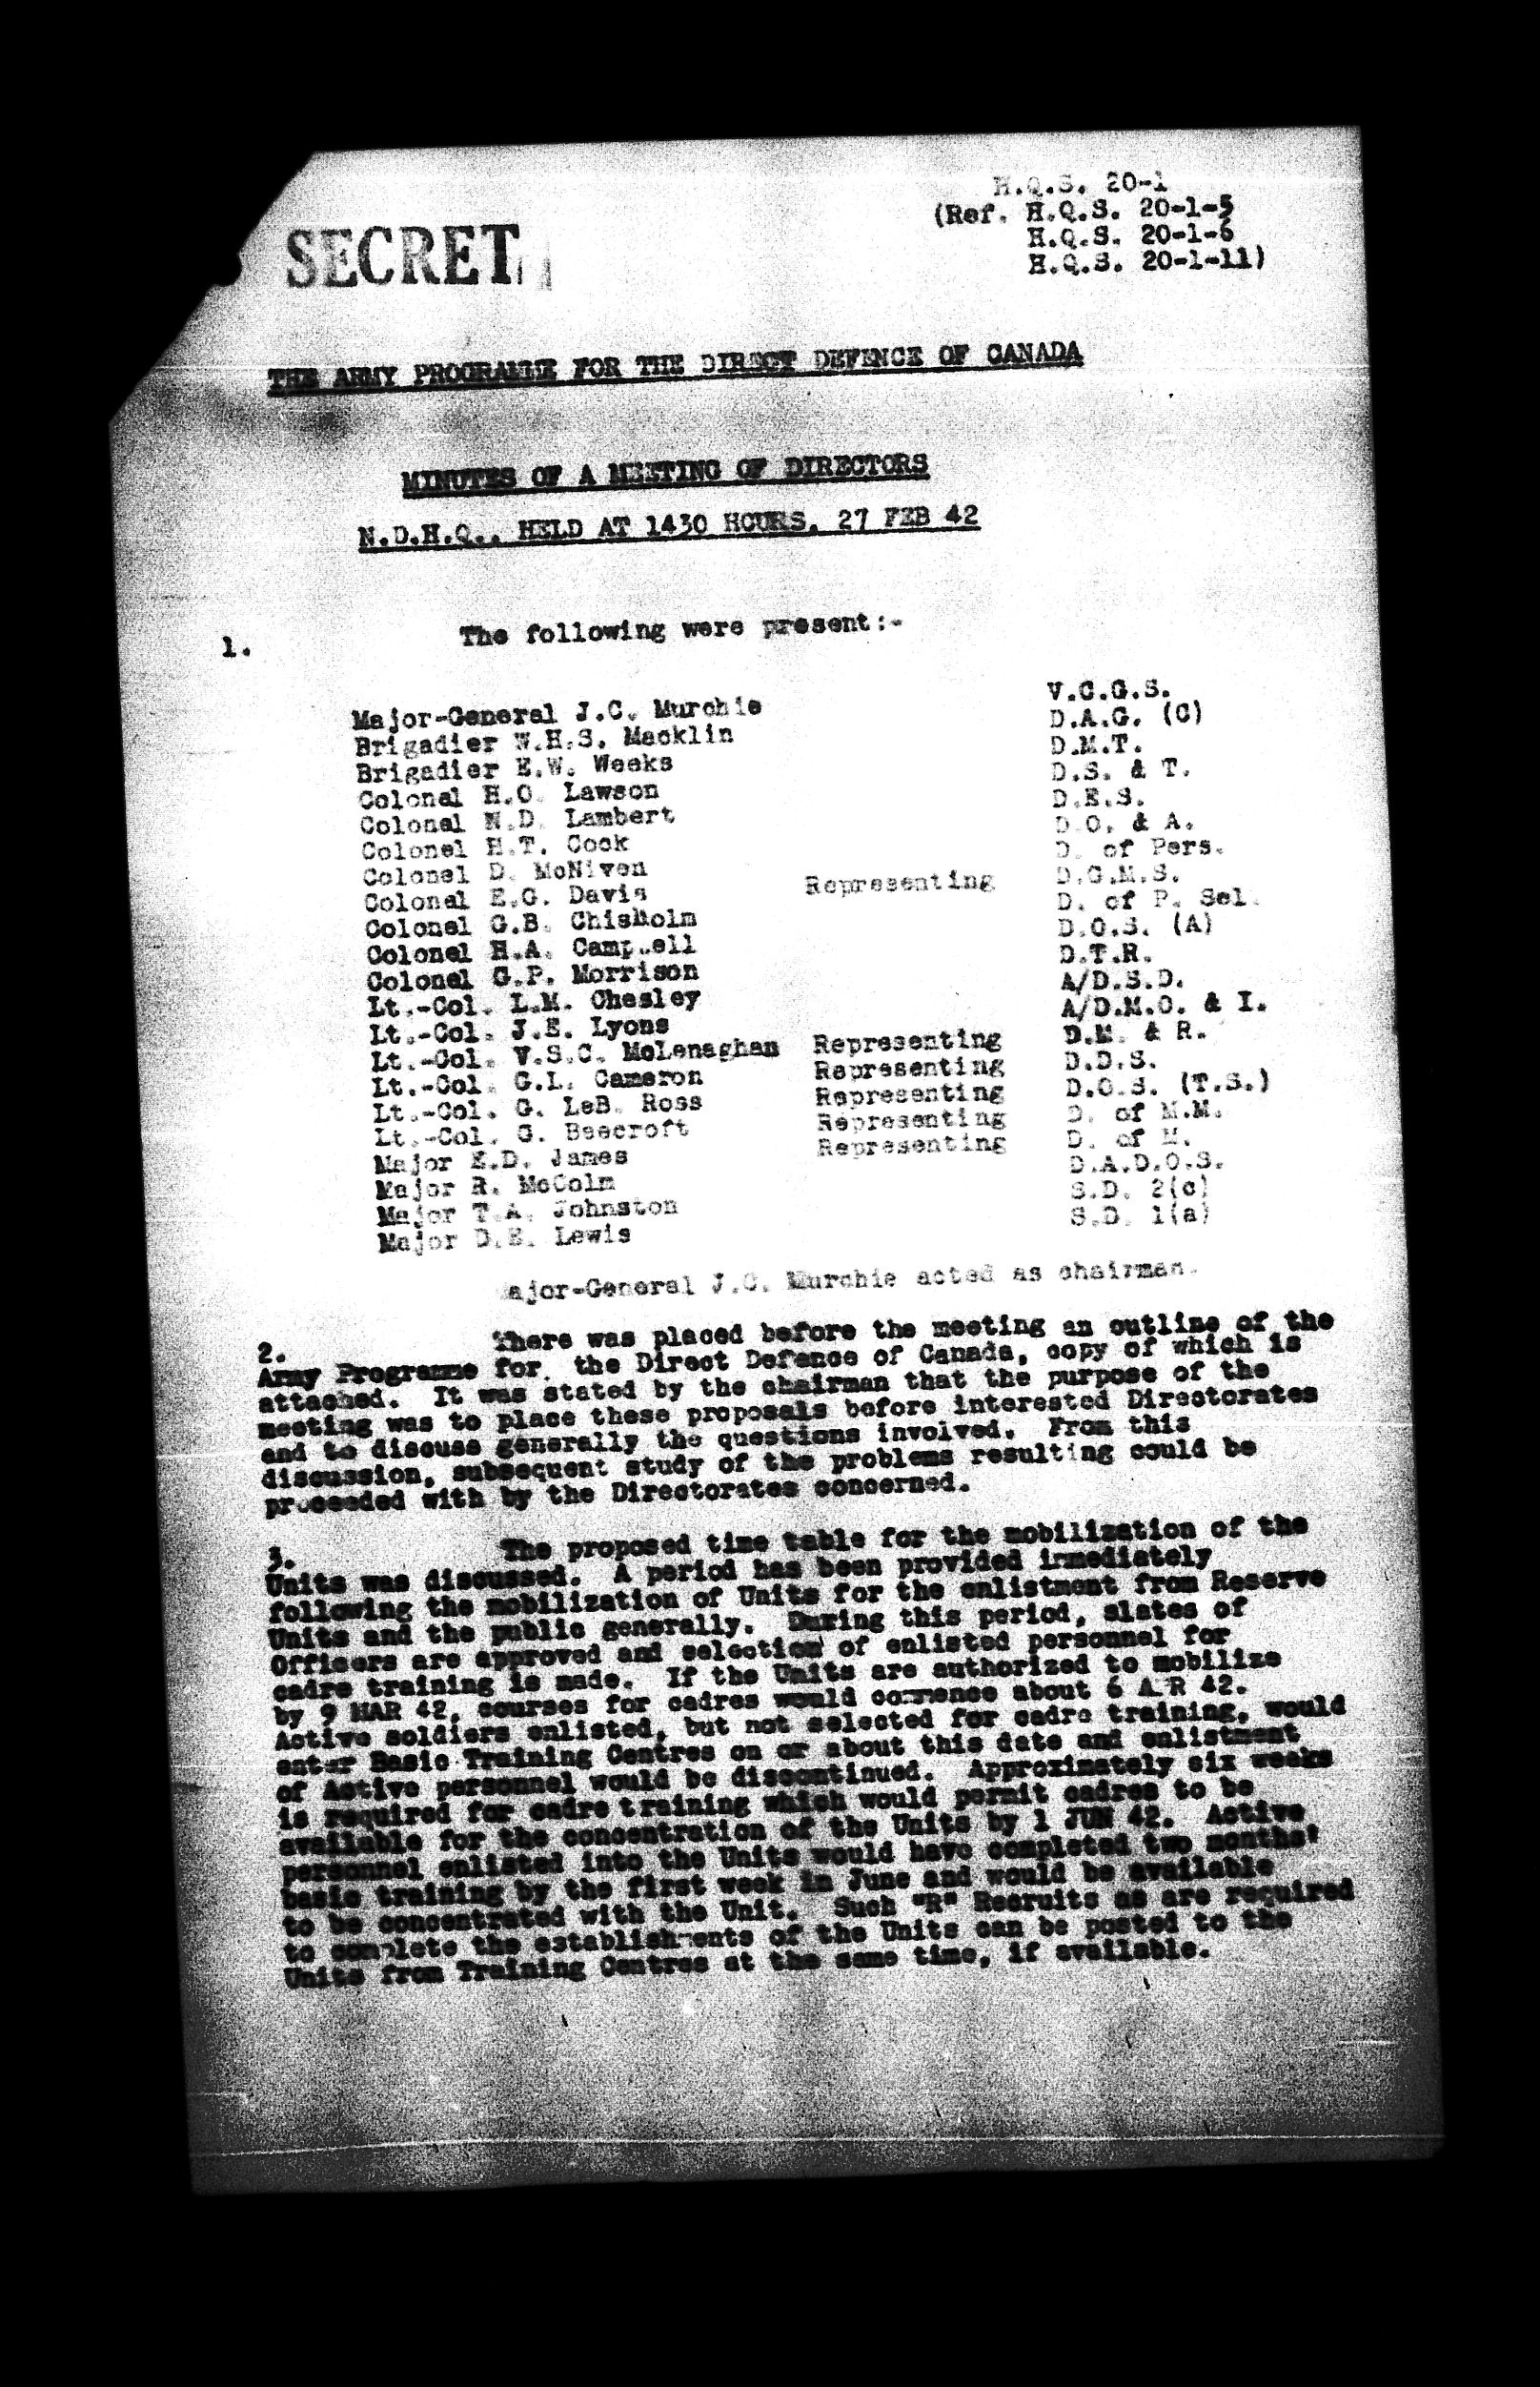 H.Q.S. 20-1
(Ref. H.Q.S. 20-1-5
H.Q.S. 20-1-6
H.Q.S. 20-1-11)
SECRET
THE ARMY PROGRAMME FOR THE DIRECT DEFENCE OF CANADA
MINUTES OF A MEETING OF DIRECTORS
N.D.H.Q., HELD AT 1430 HOURS, 27 FEB 42
1. The following were present:-
Major-General J.C. Murchie V.C.G.S.
Brigadier W.H.S. Macklin D.A.G. (C)
Brigadier E.W. Weeks D.M.T.
Colonel H.O. Lawson D.S. & T.
Colonel N.D. Lambert D.E.S.
Colonel H.T. Cock D.O. & A.
Colonel D. McNiven D. of Pers.
Colonel E.G. Davis Representing D.G.M.S.
Colonel G.B. Chisholm D. of P. Sel.
Colonel H.A. Camp ell D.O.S. (A)
Colonel G.P. Morrison D.T.R.
Lt.-Col. L.M. Chesley A/D.S.D.
Lt.-Col. J.E. Lyons A/D.M.O. & I.
Lt.-Col. V.S.C. McLenaghan Representing D.M. & R.
Lt.-Col. G.L. Cameron Representing D.D.S.
Lt.-Col. G. LeB. Ross Representing D.O.S. (T.S.)
Lt.-Col. G. Beecroft Representing D. of M.M.
Major E.D. James Representing D. of M.
Major R. McColm D.A.D.O.S.
Major T.A. Johnston S.D. 2(c)
Major D.E. Lewis S.D. 1(a)
Major-General J.C. Murchie acted as chairman.
2. There was placed before the meeting an outline of the
Army Programme for the Direct Defence of Canada, copy of which is
attached. It was stated by the chairman that the purpose of the
meeting was to place these proposals before interested Directorates
and to discuss generally the questions involved. From this
discussion, subsequent study of the problems resulting could be
proceeded with by the Directorates concerned.
3. The proposed time table for the mobilization of the
Units was discussed. A period has been provided immediately
following the mobilization of Units for the enlistment from Reserve
Units and the public generally. During this period, slates of
Officers are approved and selection of enlisted personnel for
cadre training is made. If the Units are authorized to mobilize
by 9 MAR 42, courses for cadres would commence about 6 APR 42.
Active soldiers enlisted, but not selected for cadre training, would
enter Basic Training Centres on or about this date and enlistment
of Active personnel would be discontinued. Approximately six weeks
is required for cadre training which would permit cadres to be
available for the concentration of the Units by 1 JUN 42. Active
personnel enlisted into the Units would have completed two months'
basic training by the first week in June and would be available
to be concentrated with the Unit. Such "R" Recruits as are required
to complete the establishments of the Units can be posted to the
Units from Training Centres at the same time, if available.